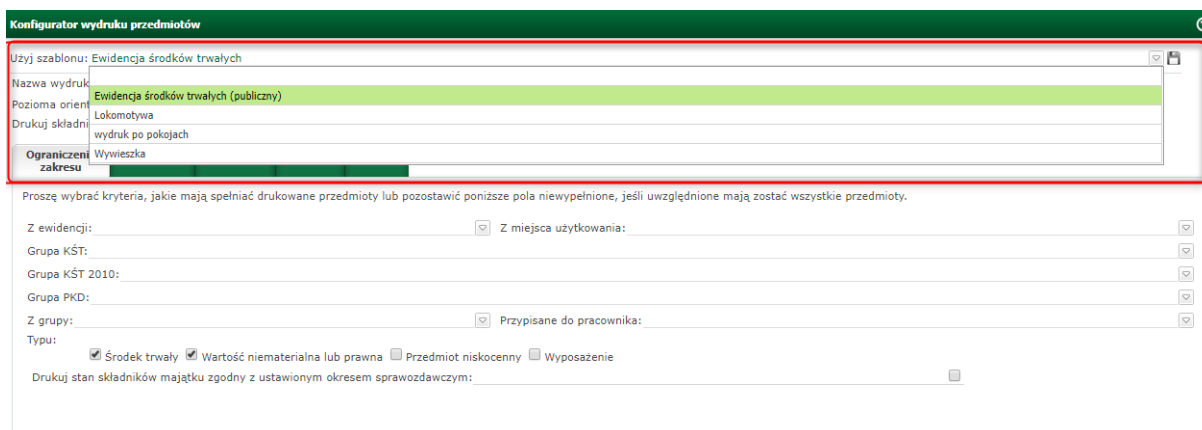 Konfigurator wydruku przedmiotów
Użyj szablonu: Ewidencja środków trwałych
Nazwa wydruk
Ewidencja środków trwałych (publiczny)
Pozioma orient
Lokomotywa
Drukuj składni
wydruk po pokojach
Ograniczeni
zakresu
Wywieszka
Proszę wybrać kryteria, jakie mają spełniać drukowane przedmioty lub pozostawić poniższe pola niewypełnione, jeśli uwzględnione mają zostać wszystkie przedmioty.
Z ewidencji: Z miejsca użytkowania:
Grupa KŚT:
Grupa KŚT 2010:
Grupa PKD:
Z grupy: Przypisane do pracownika:
Typu:
Środek trwały Wartość niematerialna lub prawna Przedmiot niskocenny Wyposażenie
Drukuj stan składników majątku zgodny z ustawionym okresem sprawozdawczym: